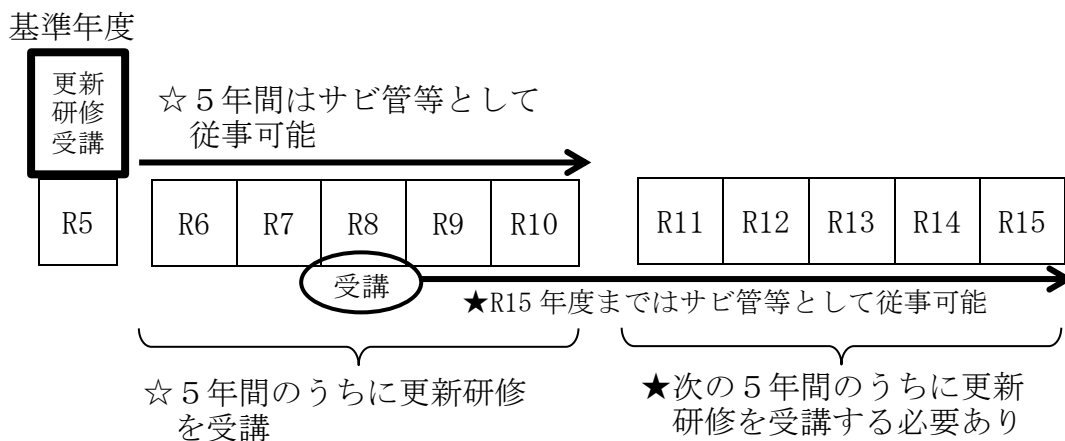 基準年度
更新
研修
受講
☆５年間はサビ管等として
従事可能
R5
R6
R7
R8
R9
R10
R11
R12
R13
R14
R15
受講
★R15 年度まではサビ管等として従事可能
☆５年間のうちに更新研修
を受講
★次の５年間のうちに更新
研修を受講する必要あり